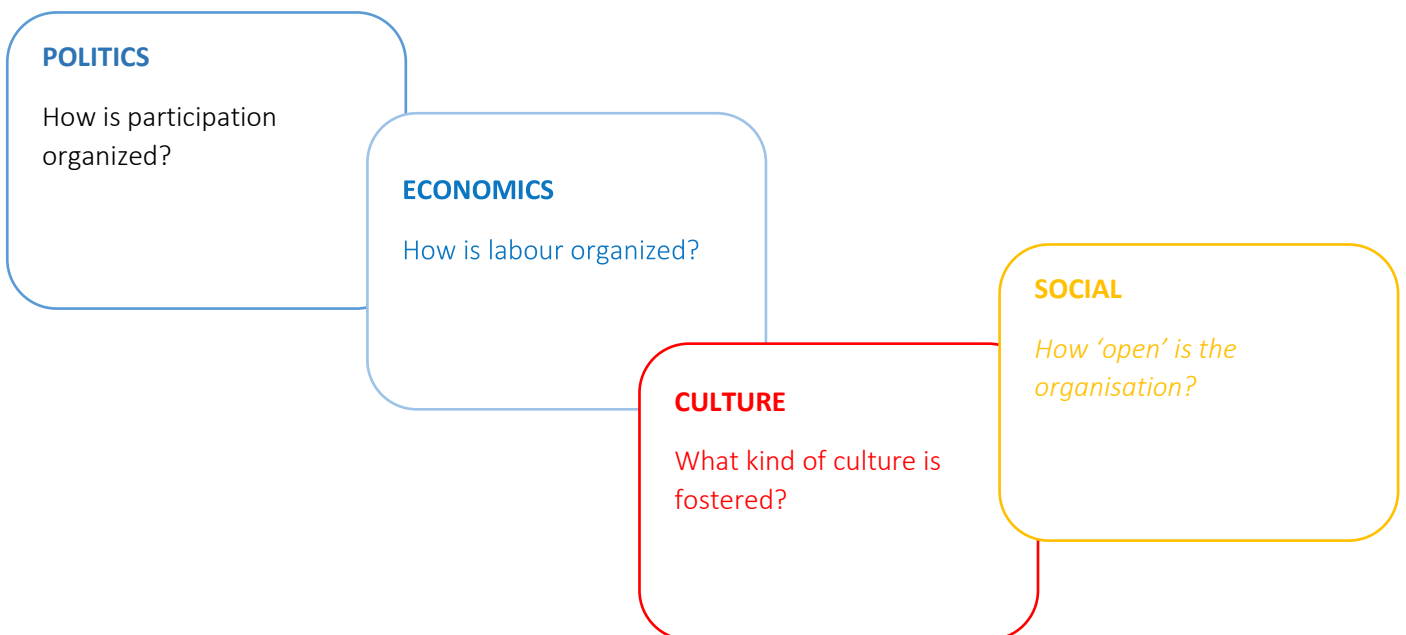 POLITICS
How is participation
organized?
ECONOMICS
How is labour organized?
CULTURE
What kind of culture is
fostered?
SOCIAL
How ‘open’ is the
organisation?